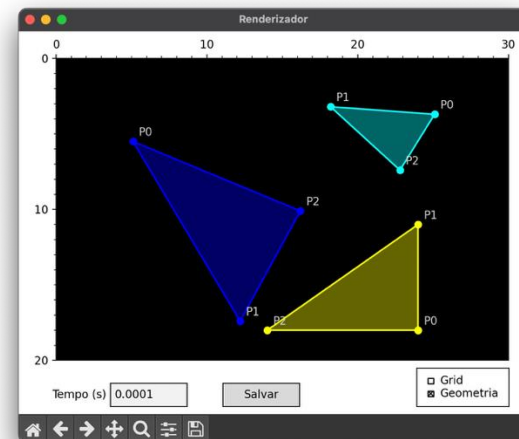 Renderizador
0 10 20 30
0
P1 P0
P0
P2
P2
10
P1
P1
P2 P0
20
Grid
Tempo (s) 0.0001 Salvar
Geometria